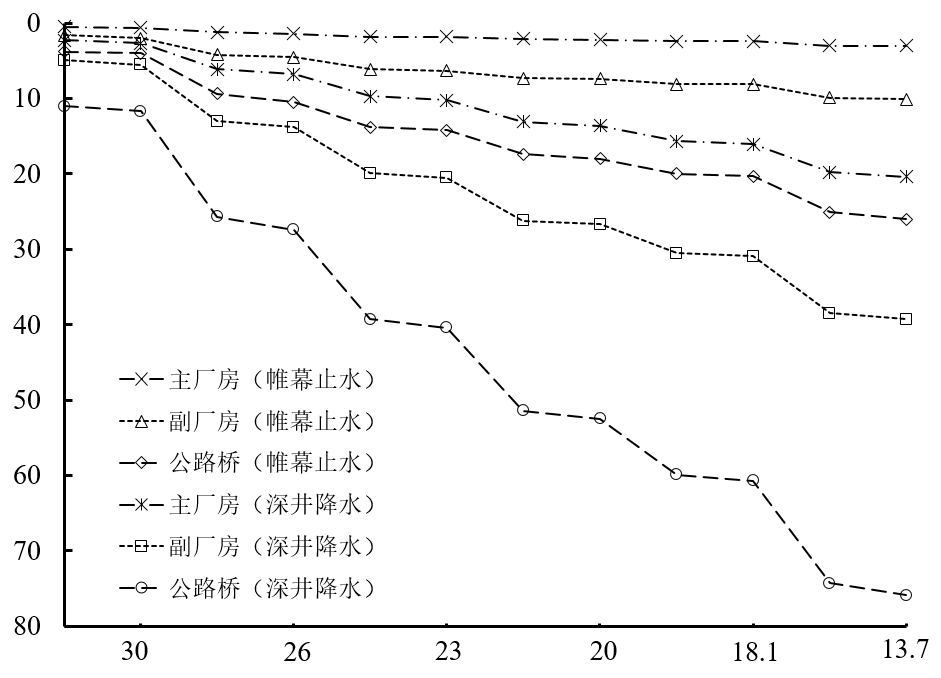 0
10
20
30
40
50
60
70
80
主厂房（帷幕止水）
副厂房（帷幕止水）
公路桥（帷幕止水）
主厂房（深井降水）
副厂房（深井降水）
公路桥（深井降水）
30 26 23 20 18.1 13.7